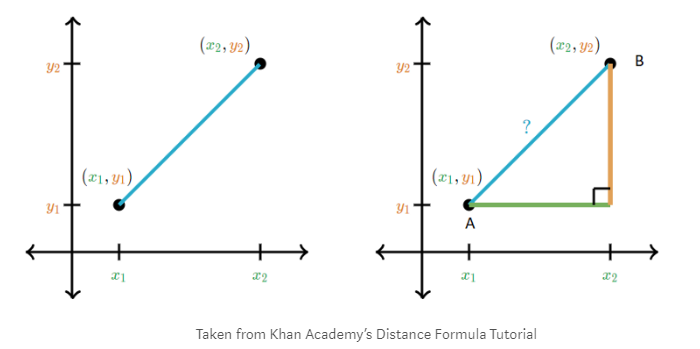 (x₂, y₂)
y₂
(x₁, y₁)
y₁
x₁
x₂
(x₂, y₂)
B
y₂
?
(x₁, y₁)
y₁
A
x₁
x₂
Taken from Khan Academy's Distance Formula Tutorial